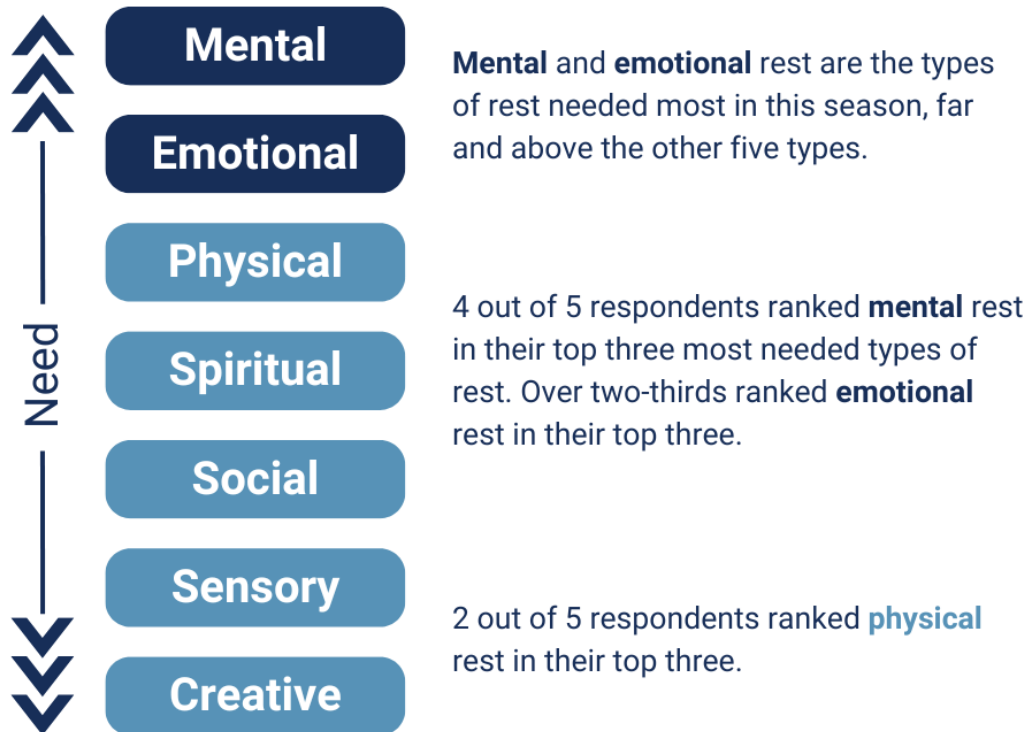 Mental
Emotional
Physical
Spiritual
Social
Sensory
Creative
Need
Mental and emotional rest are the types
of rest needed most in this season, far
and above the other five types.
4 out of 5 respondents ranked mental rest
in their top three most needed types of
rest. Over two-thirds ranked emotional
rest in their top three.
2 out of 5 respondents ranked physical
rest in their top three.